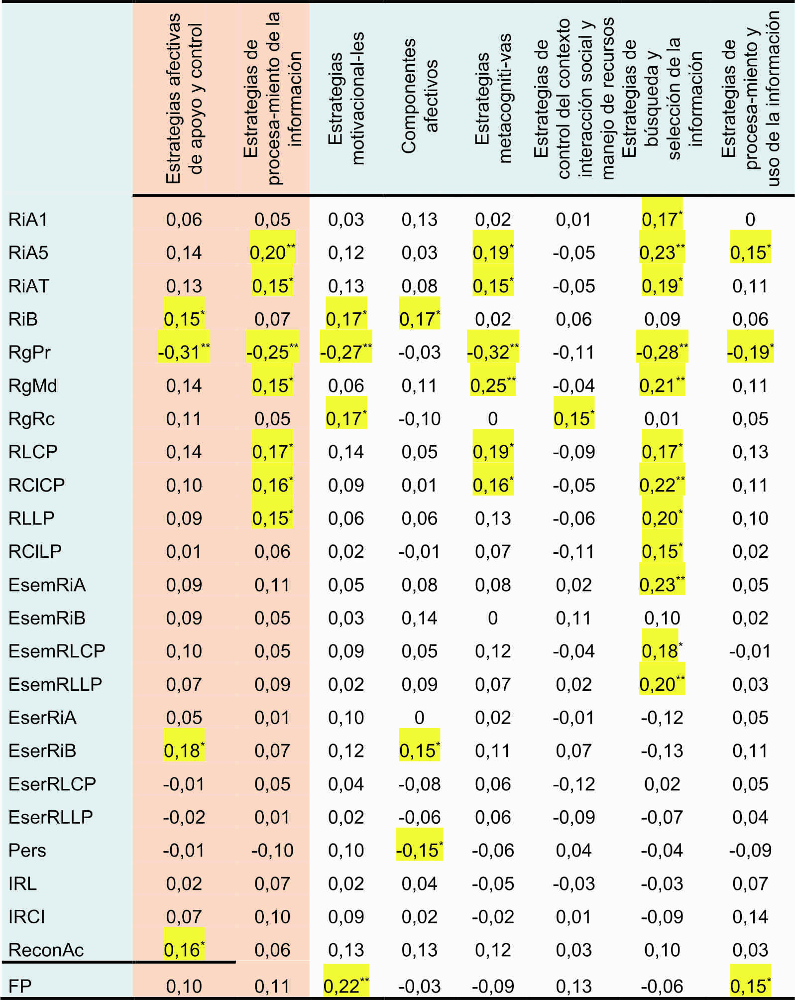 Estrategias afectivas
de apoyo y control
Estrategias de
procesa-miento de la
información
Estrategias
motivacional-les
Componentes
afectivos
Estrategias
metacogniti-vas
Estrategias de
control del contexto
interacción social y
manejo de recursos
Estrategias de
búsqueda y
selección de la
información
Estrategias de
procesa-miento y
uso de la información
RiA1 0,06 0,05 0,03 0,13 0,02 0,01 0,17* 0
RiA5 0,14 0,20** 0,12 0,03 0,19* -0,05 0,23** 0,15*
RiAT 0,13 0,15* 0,13 0,08 0,15* -0,05 0,19* 0,11
RiB 0,15* 0,07 0,17* 0,17* 0,02 0,06 0,09 0,06
RgPr -0,31** -0,25** -0,27** -0,03 -0,32** -0,11 -0,28** -0,19*
RgMd 0,14 0,15* 0,06 0,11 0,25** -0,04 0,21** 0,11
RgRc 0,11 0,05 0,17* -0,10 0 0,15* 0,01 0,05
RLCP 0,14 0,17* 0,14 0,05 0,19* -0,09 0,17* 0,13
RClCP 0,10 0,16* 0,09 0,01 0,16* -0,05 0,22** 0,11
RLLP 0,09 0,15* 0,06 0,06 0,13 -0,06 0,20* 0,10
RClLP 0,01 0,06 0,02 -0,01 0,07 -0,11 0,15* 0,02
EsemRiA 0,09 0,11 0,05 0,08 0,08 0,02 0,23** 0,05
EsemRiB 0,09 0,05 0,03 0,14 0 0,11 0,10 0,02
EsemRLCP 0,10 0,05 0,09 0,05 0,12 -0,04 0,18* -0,01
EsemRLLP 0,07 0,09 0,02 0,09 0,07 0,02 0,20** 0,03
EserRiA 0,05 0,01 0,10 0 0,02 -0,01 -0,12 0,05
EserRiB 0,18* 0,07 0,12 0,15* 0,11 0,07 -0,13 0,11
EserRLCP -0,01 0,05 0,04 -0,08 0,06 -0,12 0,02 0,05
EserRLLP -0,02 0,01 0,02 -0,06 0,06 -0,09 -0,07 0,04
Pers -0,01 -0,10 0,10 -0,15* -0,06 0,04 -0,04 -0,09
IRL 0,02 0,07 0,02 0,04 -0,05 -0,03 -0,03 0,07
IRCl 0,07 0,10 0,09 0,02 -0,02 0,01 -0,09 0,14
ReconAc 0,16* 0,06 0,13 0,13 0,12 0,03 0,10 0,03
FP 0,10 0,11 0,22** -0,03 -0,09 0,13 -0,06 0,15*